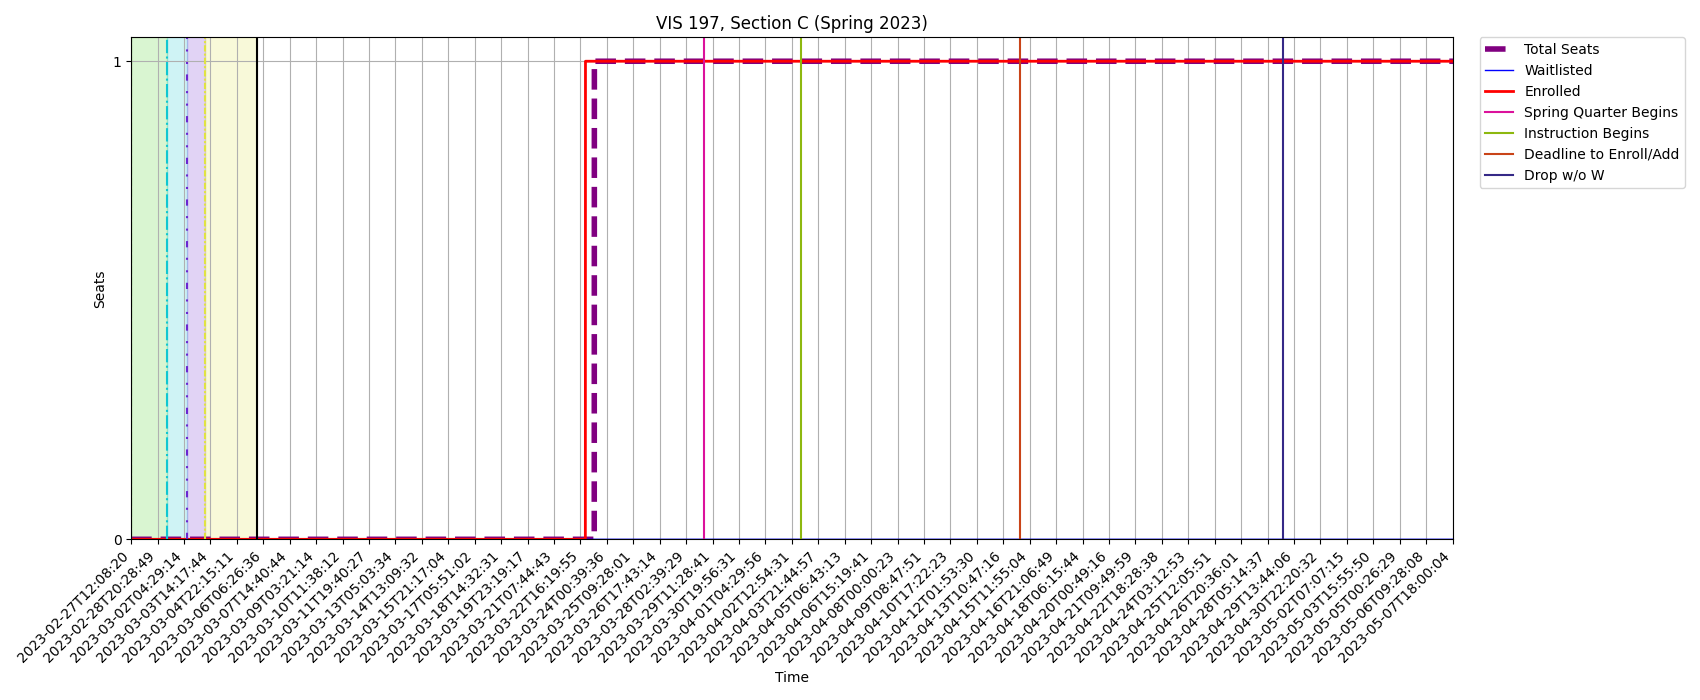 VIS 197, Section C (Spring 2023)
Total Seats
Waitlisted
Enrolled
Spring Quarter Begins
Instruction Begins
Deadline to Enroll/Add
Drop w/o W
Seats
1
0
2023-02-27T12:08:20
2023-02-28T20:28:49
2023-03-02T04:29:14
2023-03-03T14:17:44
2023-03-04T22:15:11
2023-03-06T06:26:36
2023-03-07T14:40:44
2023-03-09T03:21:14
2023-03-10T11:38:12
2023-03-11T19:40:27
2023-03-13T05:03:34
2023-03-14T13:09:32
2023-03-15T21:17:04
2023-03-17T05:51:02
2023-03-18T14:32:31
2023-03-19T23:19:17
2023-03-21T07:44:43
2023-03-22T16:19:55
2023-03-24T00:39:36
2023-03-25T09:28:01
2023-03-26T17:43:14
2023-03-28T02:39:29
2023-03-29T11:28:41
2023-03-30T19:56:31
2023-04-01T04:29:56
2023-04-02T12:54:31
2023-04-03T21:44:57
2023-04-05T06:43:13
2023-04-06T15:19:41
2023-04-08T00:00:23
2023-04-09T08:47:51
2023-04-10T17:22:23
2023-04-12T01:53:30
2023-04-13T10:47:16
2023-04-15T11:55:04
2023-04-16T21:06:49
2023-04-18T06:15:44
2023-04-20T00:49:16
2023-04-21T09:49:59
2023-04-22T18:28:38
2023-04-24T03:12:53
2023-04-25T12:05:51
2023-04-26T20:36:01
2023-04-28T05:14:37
2023-04-29T13:44:06
2023-04-30T22:20:32
2023-05-02T07:07:15
2023-05-03T15:55:50
2023-05-05T00:26:29
2023-05-06T09:28:08
2023-05-07T18:00:04
Time